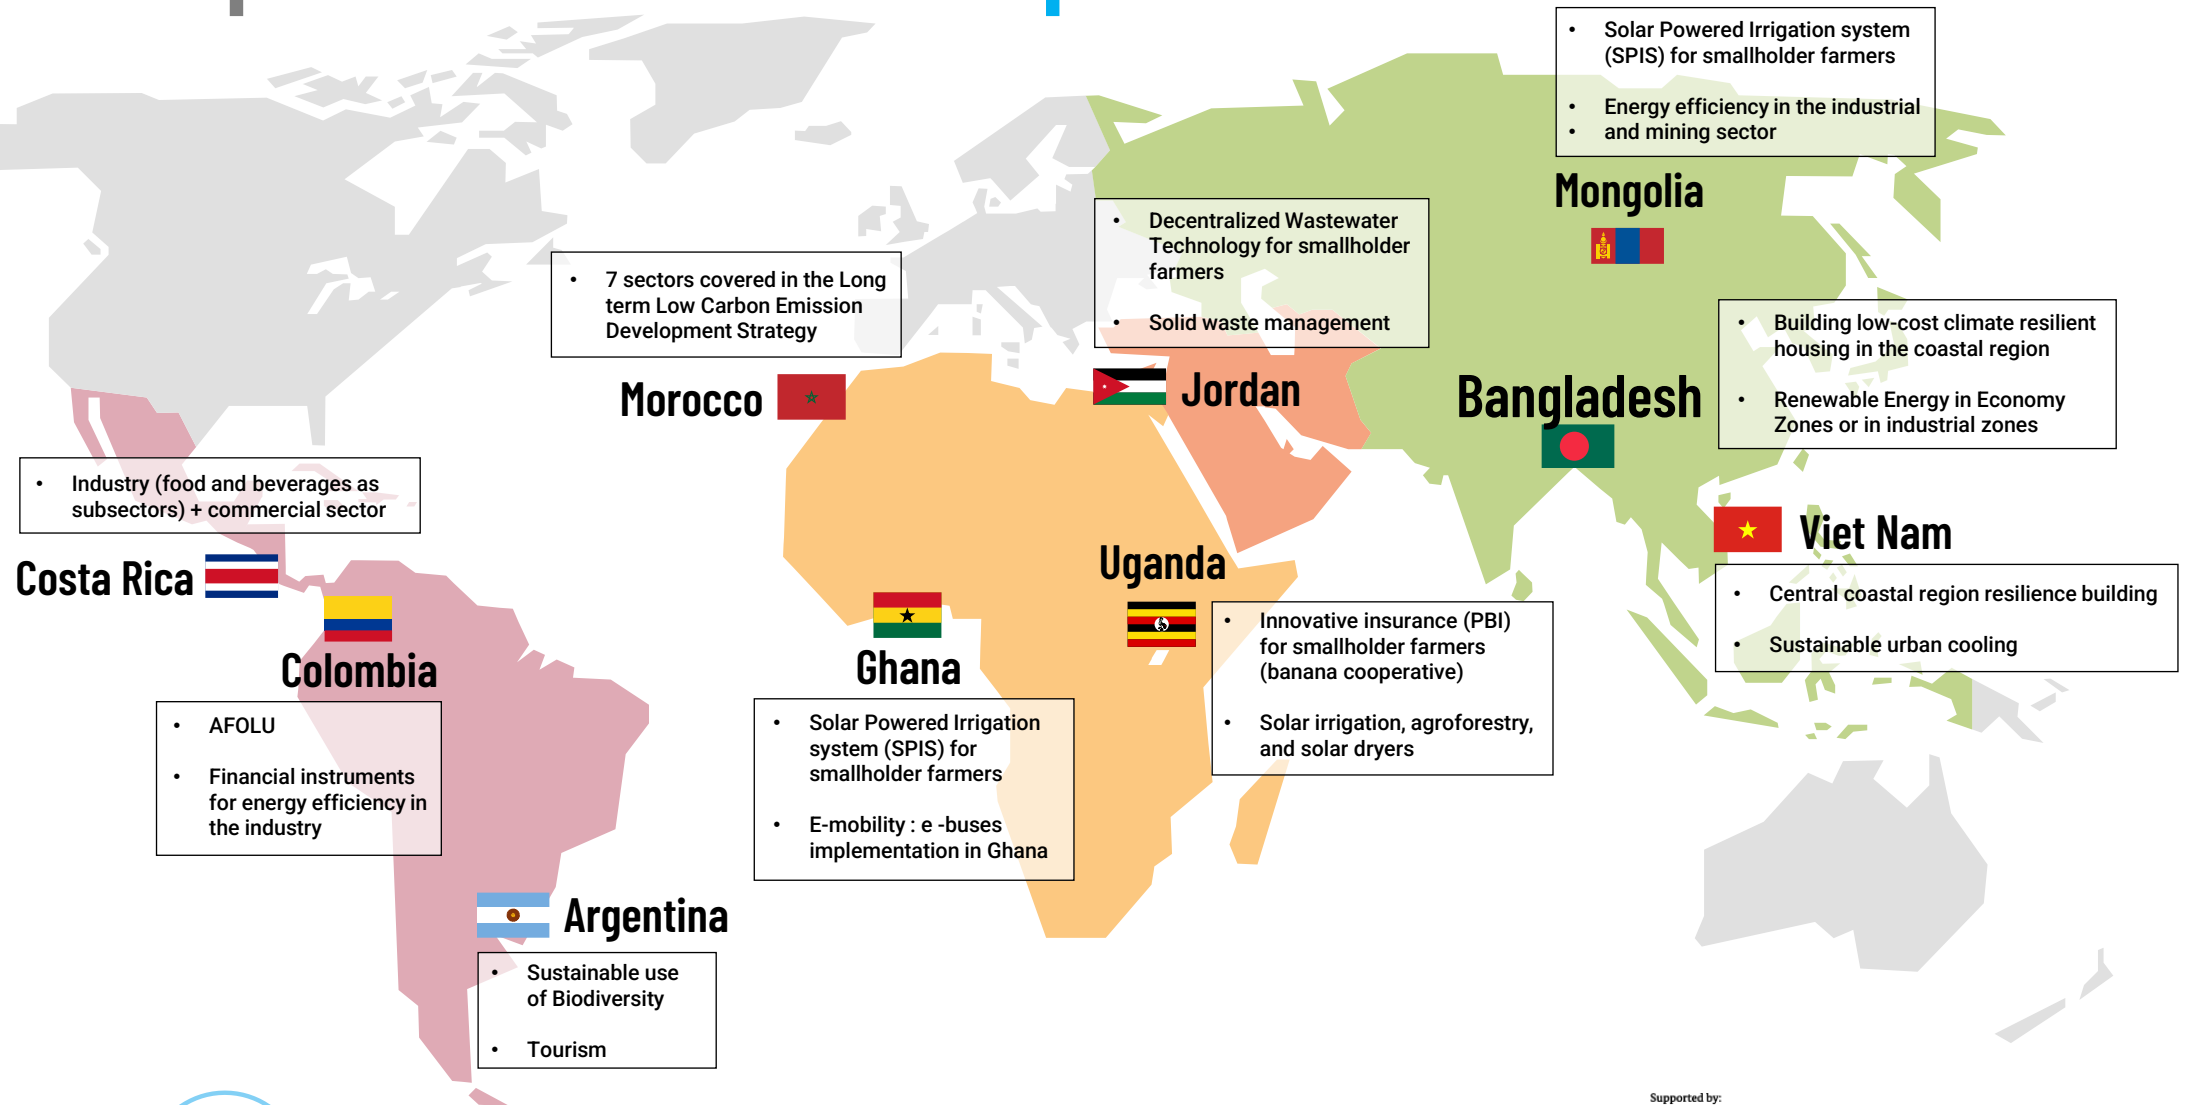 • Solar Powered Irrigation system
(SPIS) for smallholder farmers
• Energy efficiency in the industrial
• and mining sector
Mongolia
• Decentralized Wastewater
Technology for smallholder
farmers
• Solid waste management
Jordan
• 7 sectors covered in the Long
term Low Carbon Emission
Development Strategy
Morocco
• Building low-cost climate resilient
housing in the coastal region
• Renewable Energy in Economy
Zones or in industrial zones
Bangladesh
• Industry (food and beverages as
subsectors) + commercial sector
Costa Rica
Viet Nam
• Central coastal region resilience building
• Sustainable urban cooling
Uganda
• Innovative insurance (PBI)
for smallholder farmers
(banana cooperative)
• Solar irrigation, agroforestry,
and solar dryers
Colombia
• AFOLU
• Financial instruments
for energy efficiency in
the industry
Ghana
• Solar Powered Irrigation
system (SPIS) for
smallholder farmers
• E-mobility : e -buses
implementation in Ghana
Argentina
• Sustainable use
of Biodiversity
• Tourism
Supported by: